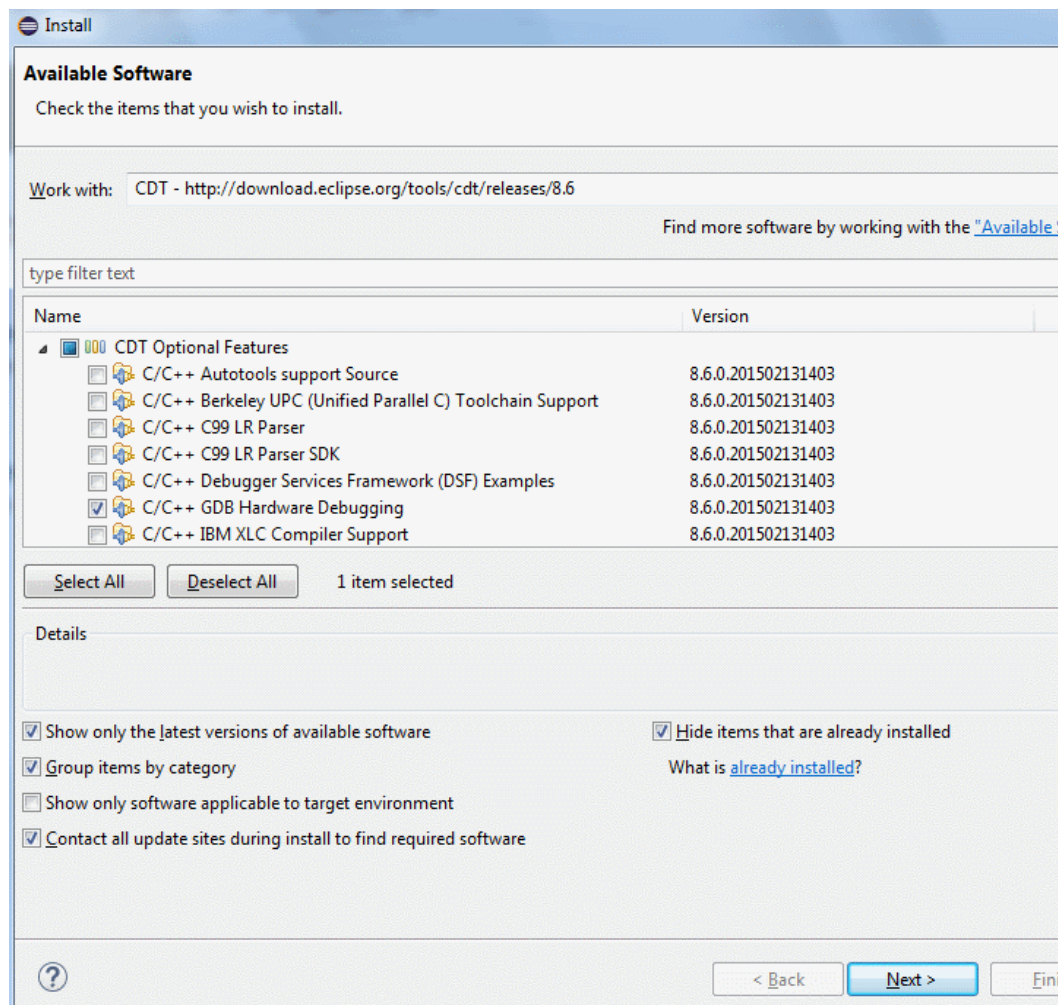 Install
Available Software
Check the items that you wish to install.
Work with: CDT - http://download.eclipse.org/tools/cdt/releases/8.6
Find more software by working with the "Available
type filter text
Name Version
CDT Optional Features
C/C++ Autotools support Source 8.6.0.201502131403
C/C++ Berkeley UPC (Unified Parallel C) Toolchain Support 8.6.0.201502131403
C/C++ C99 LR Parser 8.6.0.201502131403
C/C++ C99 LR Parser SDK 8.6.0.201502131403
C/C++ Debugger Services Framework (DSF) Examples 8.6.0.201502131403
C/C++ GDB Hardware Debugging 8.6.0.201502131403
C/C++ IBM XLC Compiler Support 8.6.0.201502131403
Select All Deselect All 1 item selected
Details
Show only the latest versions of available software Hide items that are already installed
Group items by category What is already installed?
Show only software applicable to target environment
Contact all update sites during install to find required software
? < Back Next > Fini